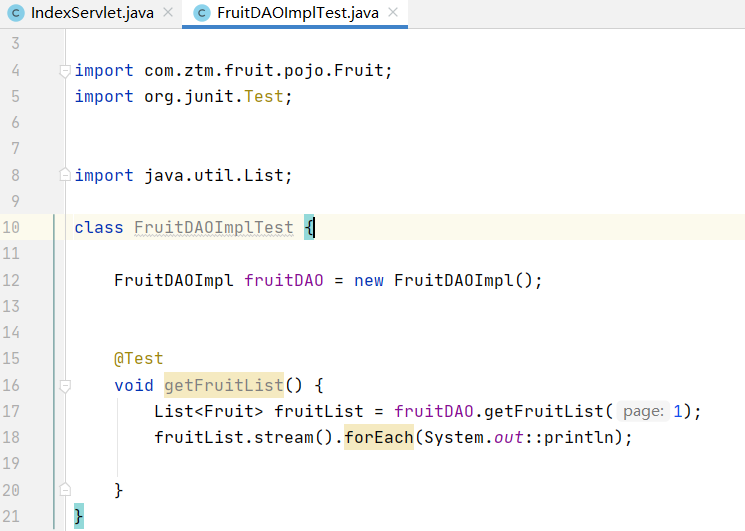 IndexServlet.java × FruitDAOImplTest.java ×
3
4 import com.ztm.fruit.pojo.Fruit;
5 import org.junit.Test;
6
7
8 import java.util.List;
9
10 class FruitDAOImplTest {
11
12 FruitDAOImpl fruitDAO = new FruitDAOImpl();
13
14
15 @Test
16 void getFruitList() {
17 List<Fruit> fruitList = fruitDAO.getFruitList( page: 1);
18 fruitList.stream().forEach(System.out::println);
19
20 }
21 }